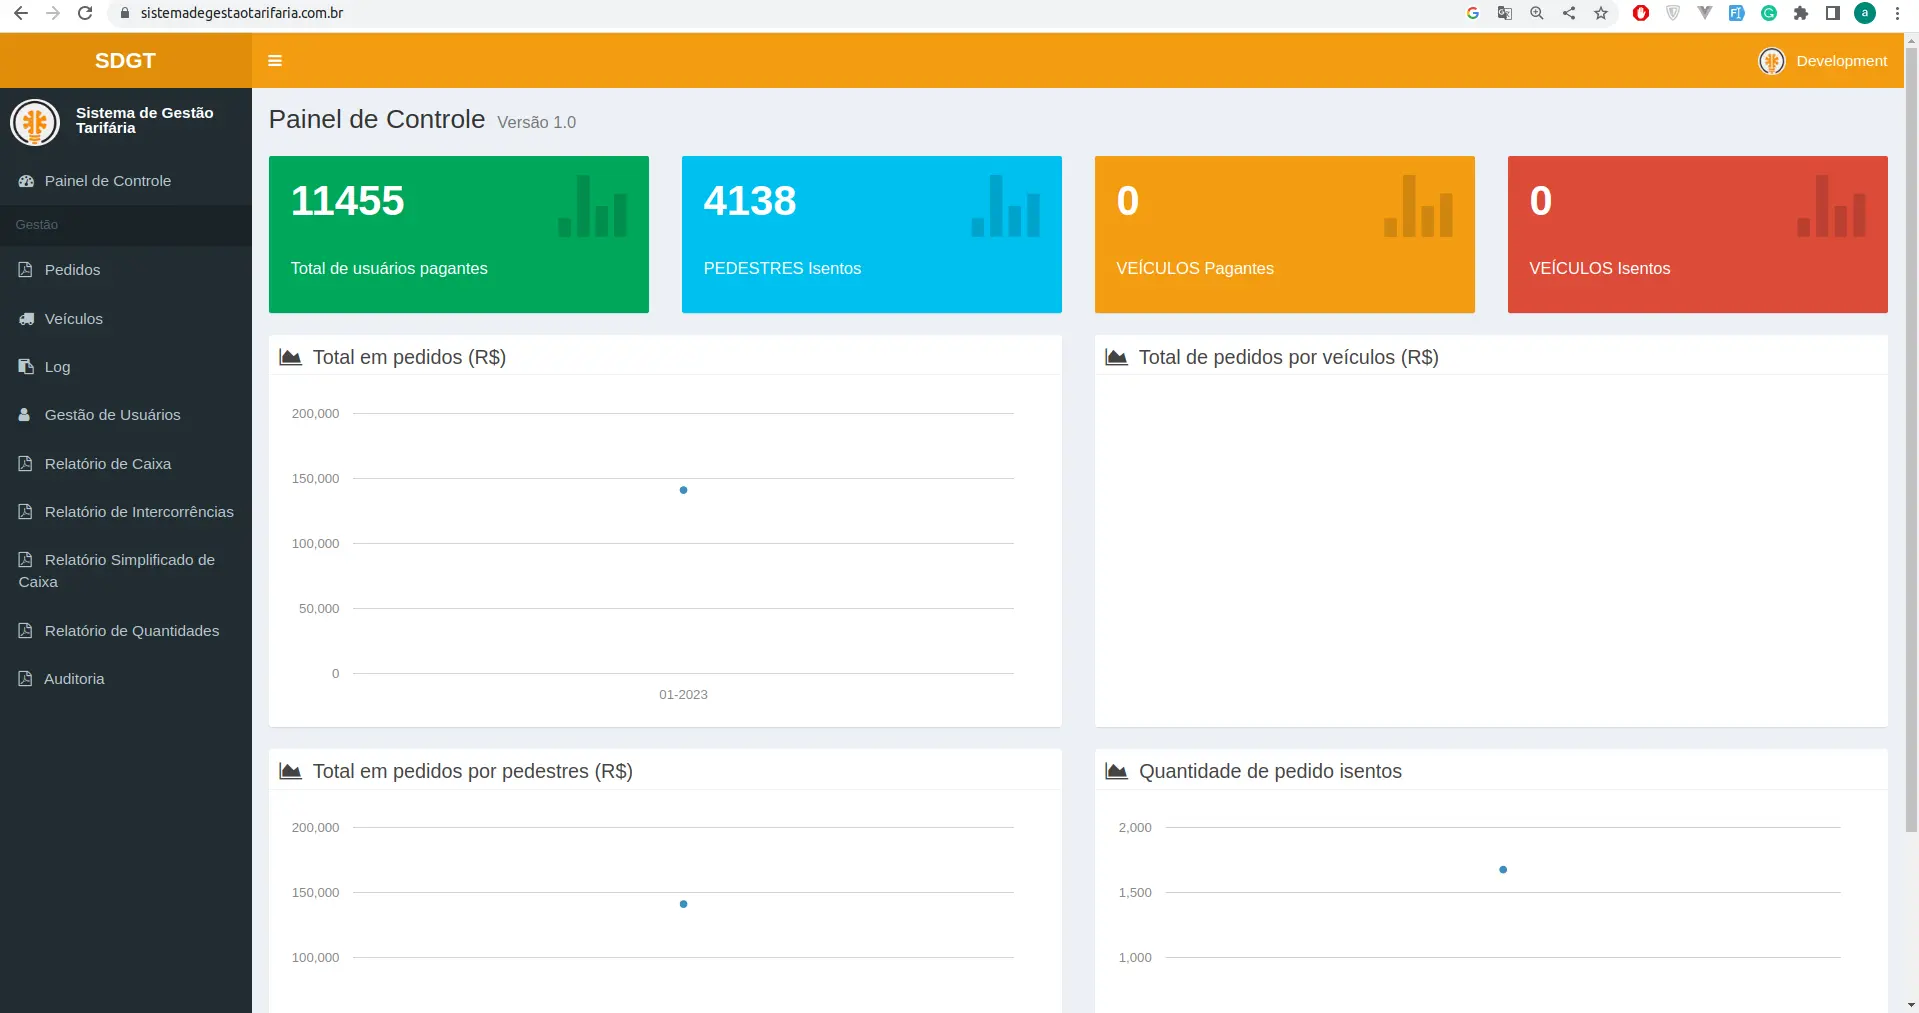 sistemadegestaotarifaria.com.br
a
SDGT
Development
Sistema de Gestão
Tarifária
Painel de Controle
Gestão
Pedidos
Veículos
Log
Gestão de Usuários
Relatório de Caixa
Relatório de Intercorrências
Relatório Simplificado de
Caixa
Relatório de Quantidades
Auditoria
Painel de Controle Versão 1.0
11455
Total de usuários pagantes
4138
PEDESTRES Isentos
0
VEÍCULOS Pagantes
0
VEÍCULOS Isentos
Total em pedidos (R$)
200,000
150,000
100,000
50,000
0
01-2023
Total de pedidos por veículos (R$)
Total em pedidos por pedestres (R$)
200,000
150,000
100,000
Quantidade de pedido isentos
2,000
1,500
1,000